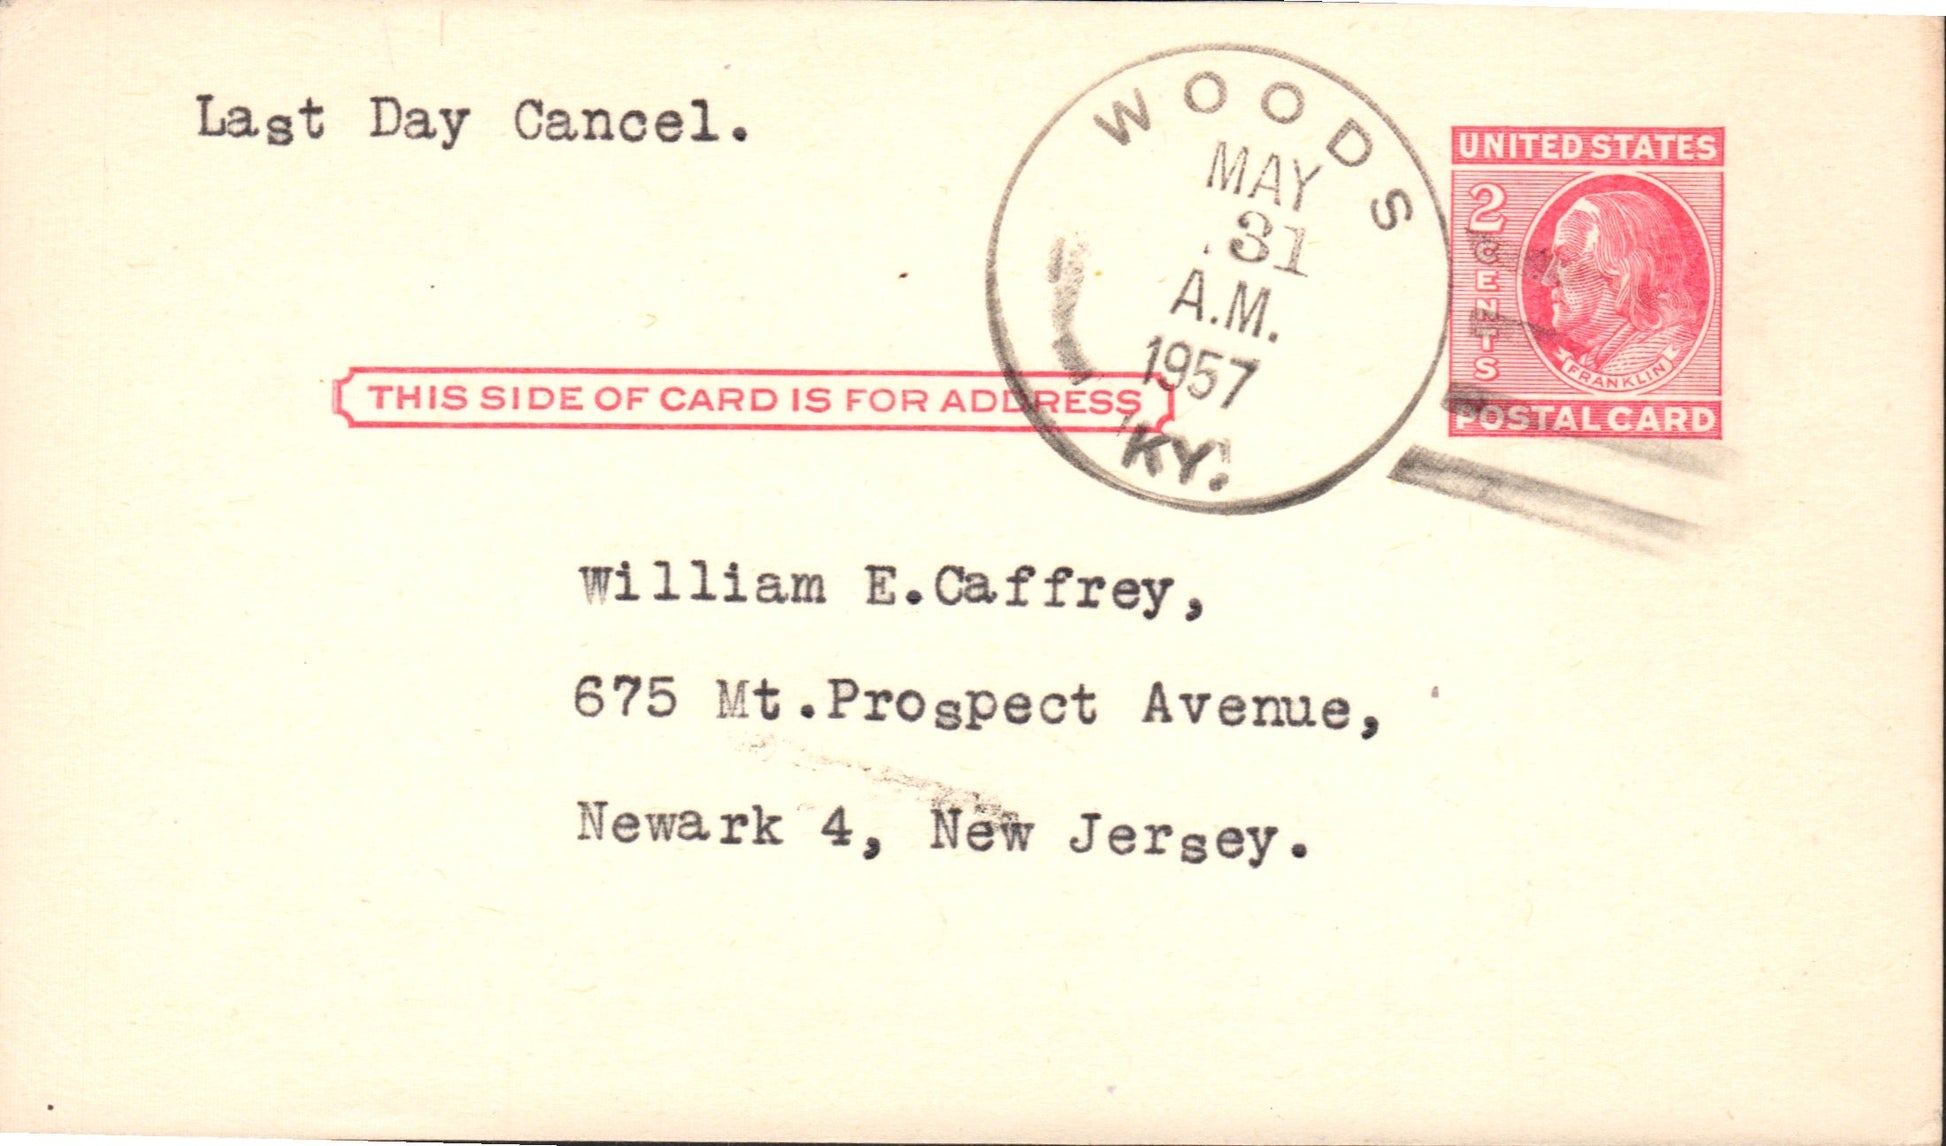 Last Day Cancel.
WOODS
MAY
31
A.M.
1957
KY.
UNITED STATES
2
CENTS
FRANKLIN
POSTAL CARD
THIS SIDE OF CARD IS FOR ADDRESS
William E.Caffrey,
675 Mt.Prospect Avenue,
Newark 4, New Jersey.